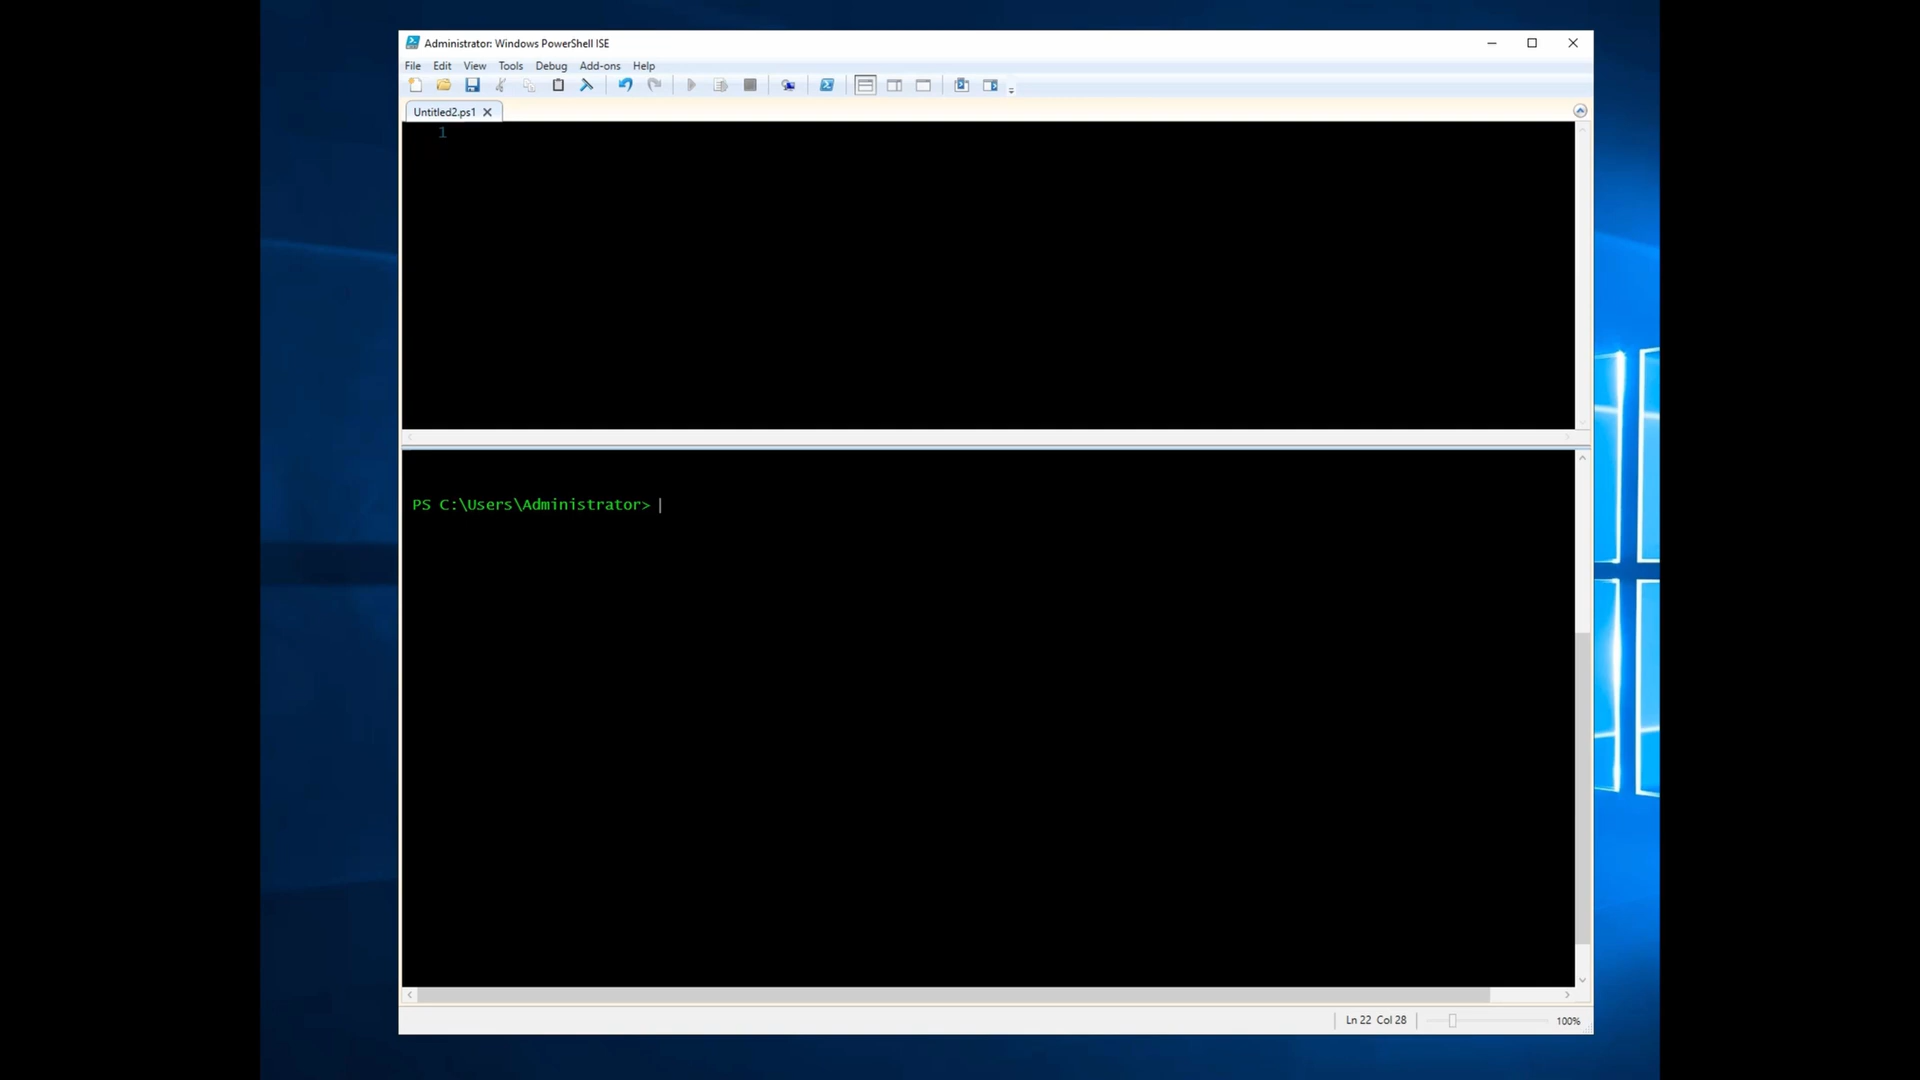 Administrator: Windows PowerShell ISE
File Edit View Tools Debug Add-ons Help
Untitled2.ps1
1
PS C:\Users\Administrator>
Ln 22 Col 28
100%